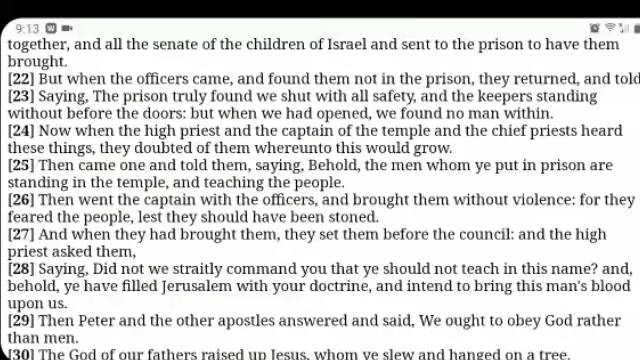 9:13
together, and all the senate of the children of Israel and sent to the prison to have them
brought.
[22] But when the officers came, and found them not in the prison, they returned, and told
[23] Saying, The prison truly found we shut with all safety, and the keepers standing
without before the doors: but when we had opened, we found no man within.
[24] Now when the high priest and the captain of the temple and the chief priests heard
these things, they doubted of them whereunto this would grow.
[25] Then came one and told them, saying, Behold, the men whom ye put in prison are
standing in the temple, and teaching the people.
[26] Then went the captain with the officers, and brought them without violence: for they
feared the people, lest they should have been stoned.
[27] And when they had brought them, they set them before the council: and the high
priest asked them,
[28] Saying, Did not we straitly command you that ye should not teach in this name? and,
behold, ye have filled Jerusalem with your doctrine, and intend to bring this man's blood
upon us.
[29] Then Peter and the other apostles answered and said, We ought to obey God rather
than men.
[30] The God of our fathers raised up Jesus, whom ye slew and hanged on a tree.